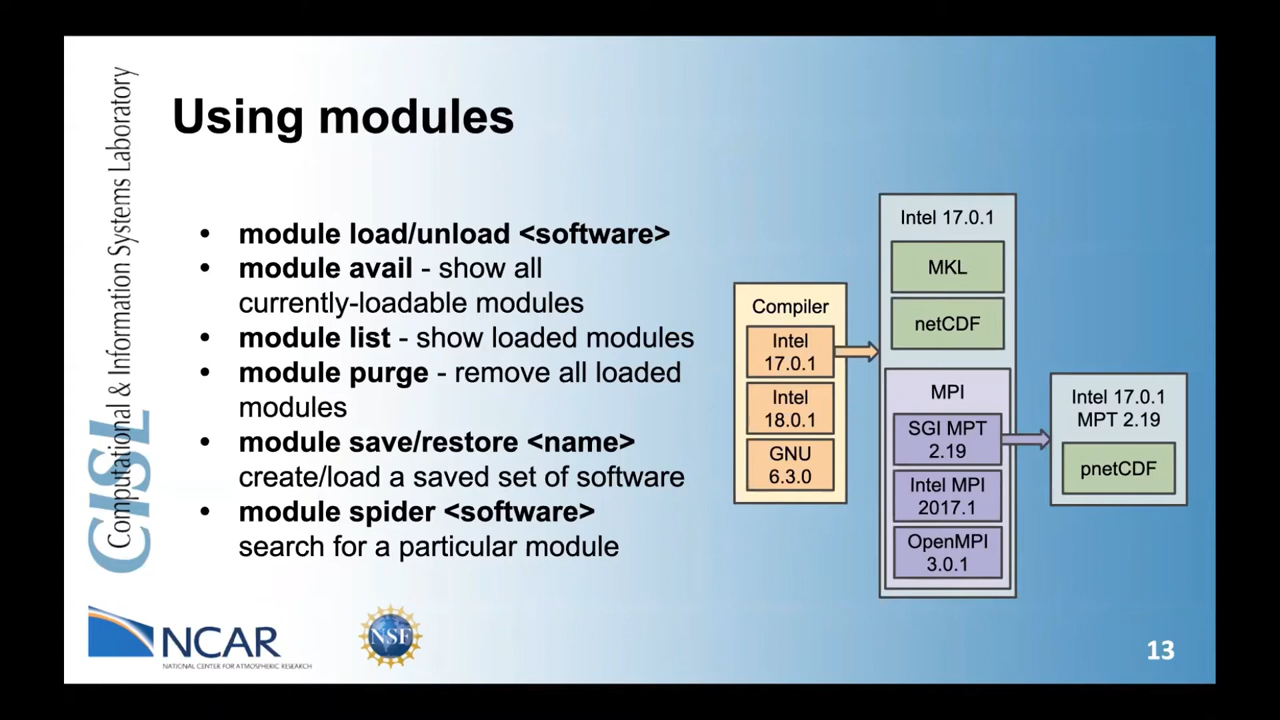 Computational & Information Systems Laboratory
CISL
Using modules
• module load/unload <software>
• module avail - show all
currently-loadable modules
• module list - show loaded modules
• module purge - remove all loaded
modules
• module save/restore <name>
create/load a saved set of software
• module spider <software>
search for a particular module
Compiler
Intel
17.0.1
Intel
18.0.1
GNU
6.3.0
Intel 17.0.1
MKL
netCDF
MPI
SGI MPT
2.19
Intel MPI
2017.1
OpenMPI
3.0.1
Intel 17.0.1
MPT 2.19
pnetCDF
NCAR
NATIONAL CENTER FOR ATMOSPHERIC RESEARCH
NSF
13